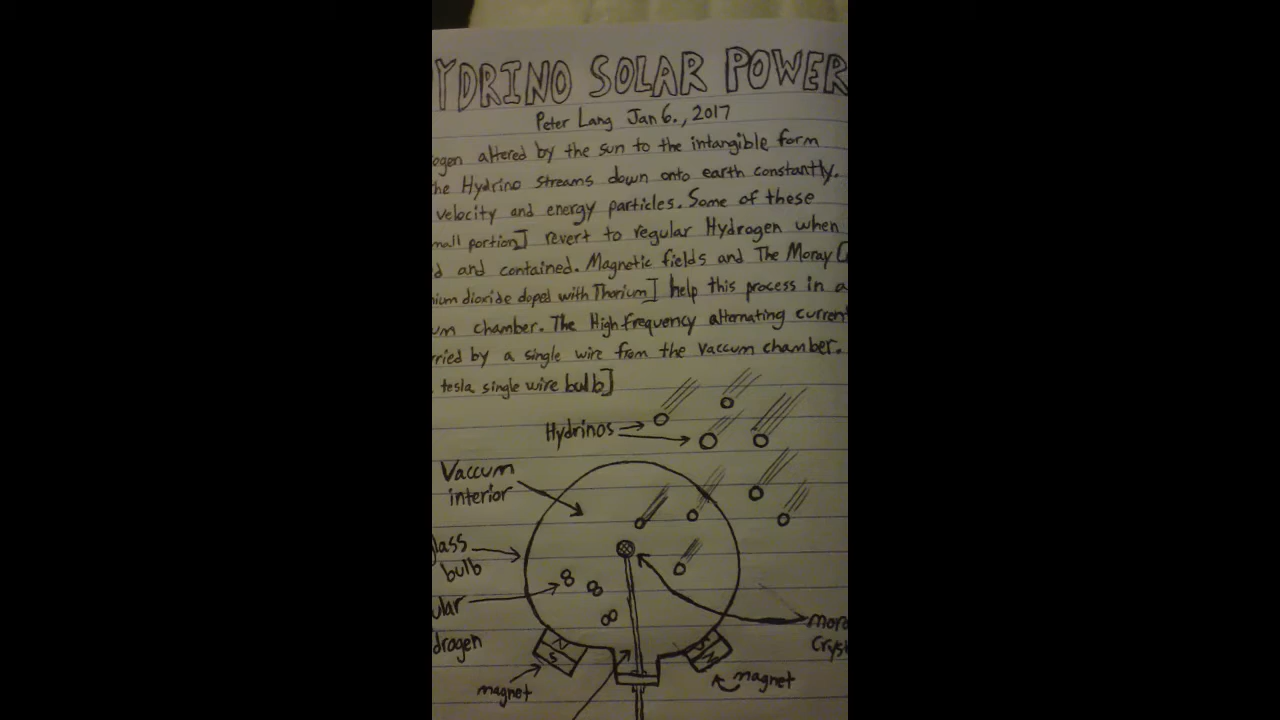 YDRINO SOLAR POWER
Peter Lang Jan 6., 2017
ogen altered by the sun to the intangible form
he Hydrino streams down onto earth constantly.
velocity and energy particles. Some of these
mall portion] revert to regular Hydrogen when
d and contained. Magnetic fields and The Moray [
nium dioxide doped with Thorium] help this process in a
um chamber. The High frequency alternating current
rried by a single wire from the vaccum chamber.
tesla single wire bulb]
Hydrinos
Vaccum
interior
lass
bulb
ular
drogen
N
S
magnet
S
N
magnet
mora
Crys